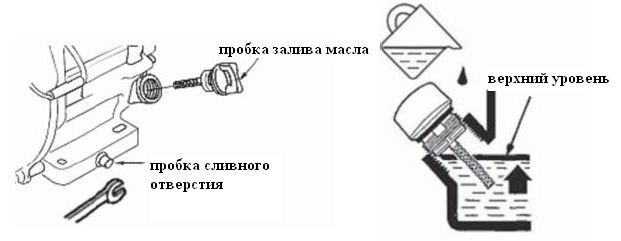 пробка залива масла
верхний уровень
пробка сливного
отверстия